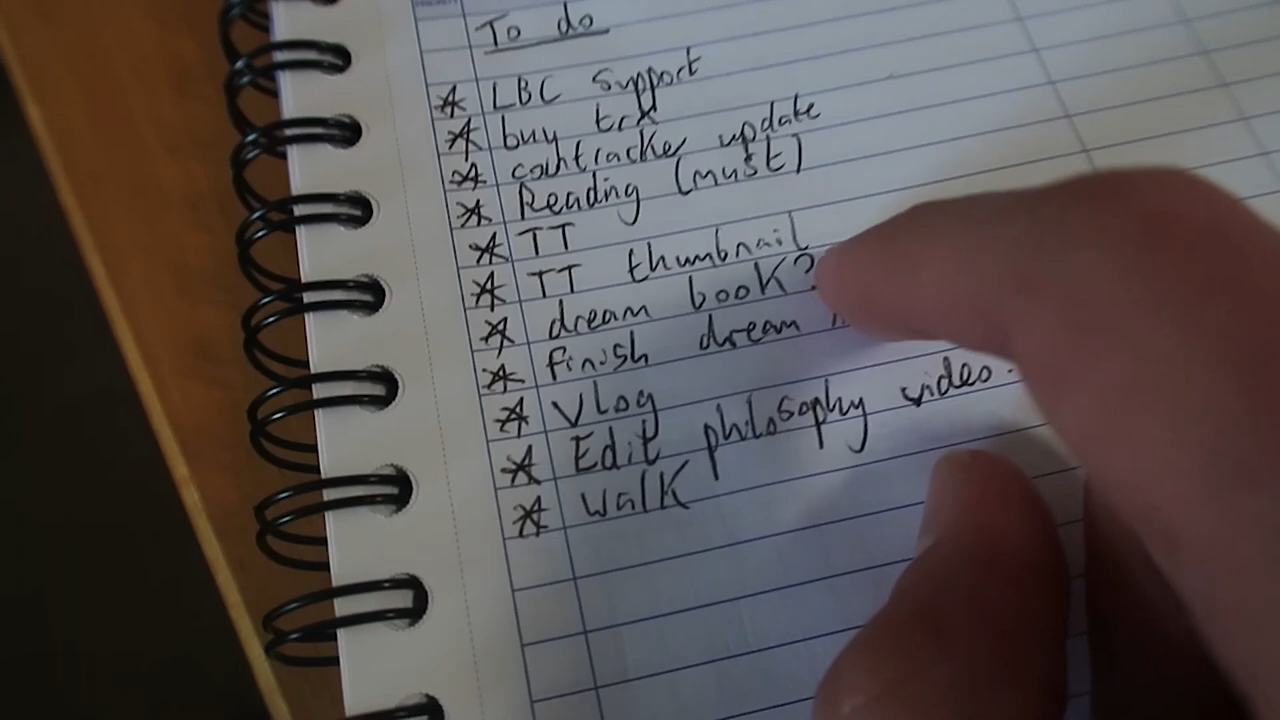 To do
* LBC Support
* buy trx
* cointracker update
* Reading (must)
* TT
* TT thumbnail
* dream book?
* finish dream
* Vlog
* Edit philosophy video.
* walk